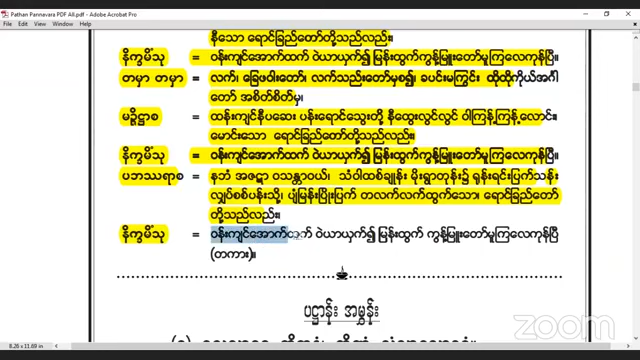 Pathan Pannavara PDF All.pdf - Adobe Acrobat Pro
File Edit View Window Help
နီသော ရောင်ခြည်တော်တို့သည်လည်း။
နိက္ခမိံသု = ဝန်းကျင်အောက်ထက် ဝဲယာယှက်၍ မြန်းထွက်ကွန့်မြူးတော်မူကြလေကုန်ပြီ။
တမှာ တမှာ = လက်၊ ခြေဖဝါးတော်၊ လက်သည်းတော်မှစ၍၊ ခပင်းမကြွင်း ထိုထိုကိုယ်အင်္ဂါ
တော် အစိတ်စိတ်မှ၊
မဉ္ဇိဋ္ဌာစ = ထန်းကျင်နီပဆေး ပန်းရောင်သွေးတို့ နီထွေးလွင်လွင် ဝါကြန့်ကြန့်လောင်း
မောင်းသော ရောင်ခြည်တော်တို့သည်လည်း။
နိက္ခမိံသု = ဝန်းကျင်အောက်ထက် ဝဲယာယှက်၍ မြန်းထွက်ကွန့်မြူးတော်မူကြလေကုန်ပြီ။
ပဘဿရာစ = နဘံ အဇဋာ ဝသန္တာဝယ်၊ သံဝါထစ်ချုန်း မိုးရွာတုန်း၌ ရှုန်းရင်းပြက်သန်း
လျှပ်စစ်ပန်းသို့၊ ပျံမြန်းပြိုးပြက် တလက်လက်ထွက်သော၊ ရောင်ခြည်တော်
တို့သည်လည်း။
နိက္ခမိံသု = ဝန်းကျင်အောက်ထက် ဝဲယာယှက်၍ မြန်းထွက် ကွန့်မြူးတော်မူကြလေကုန်ပြီ
(တကား)။
ပဋ္ဌာန်း အမွှန်း
8.26 x 11.69 in
zoom